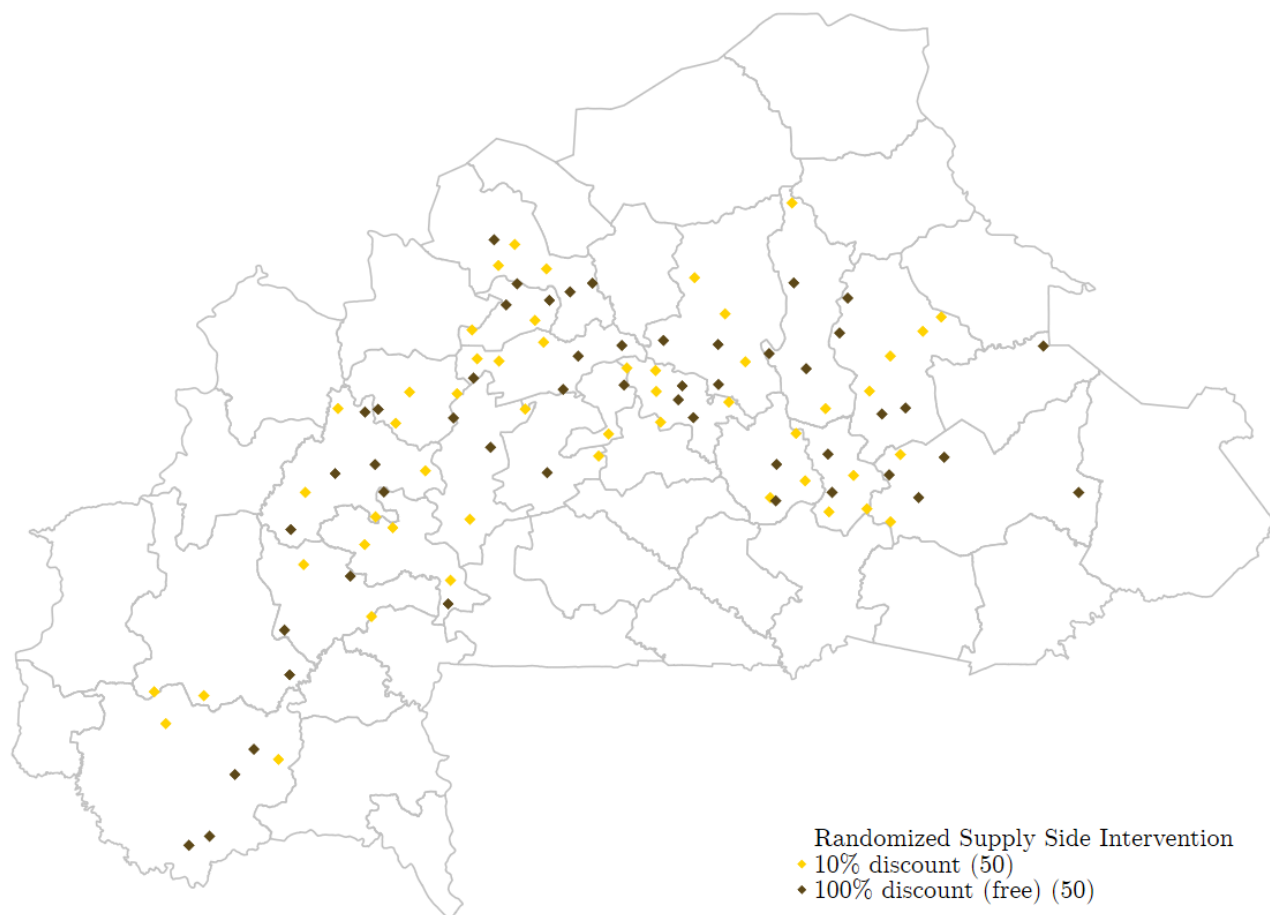 Randomized Supply Side Intervention
10% discount (50)
100% discount (free) (50)